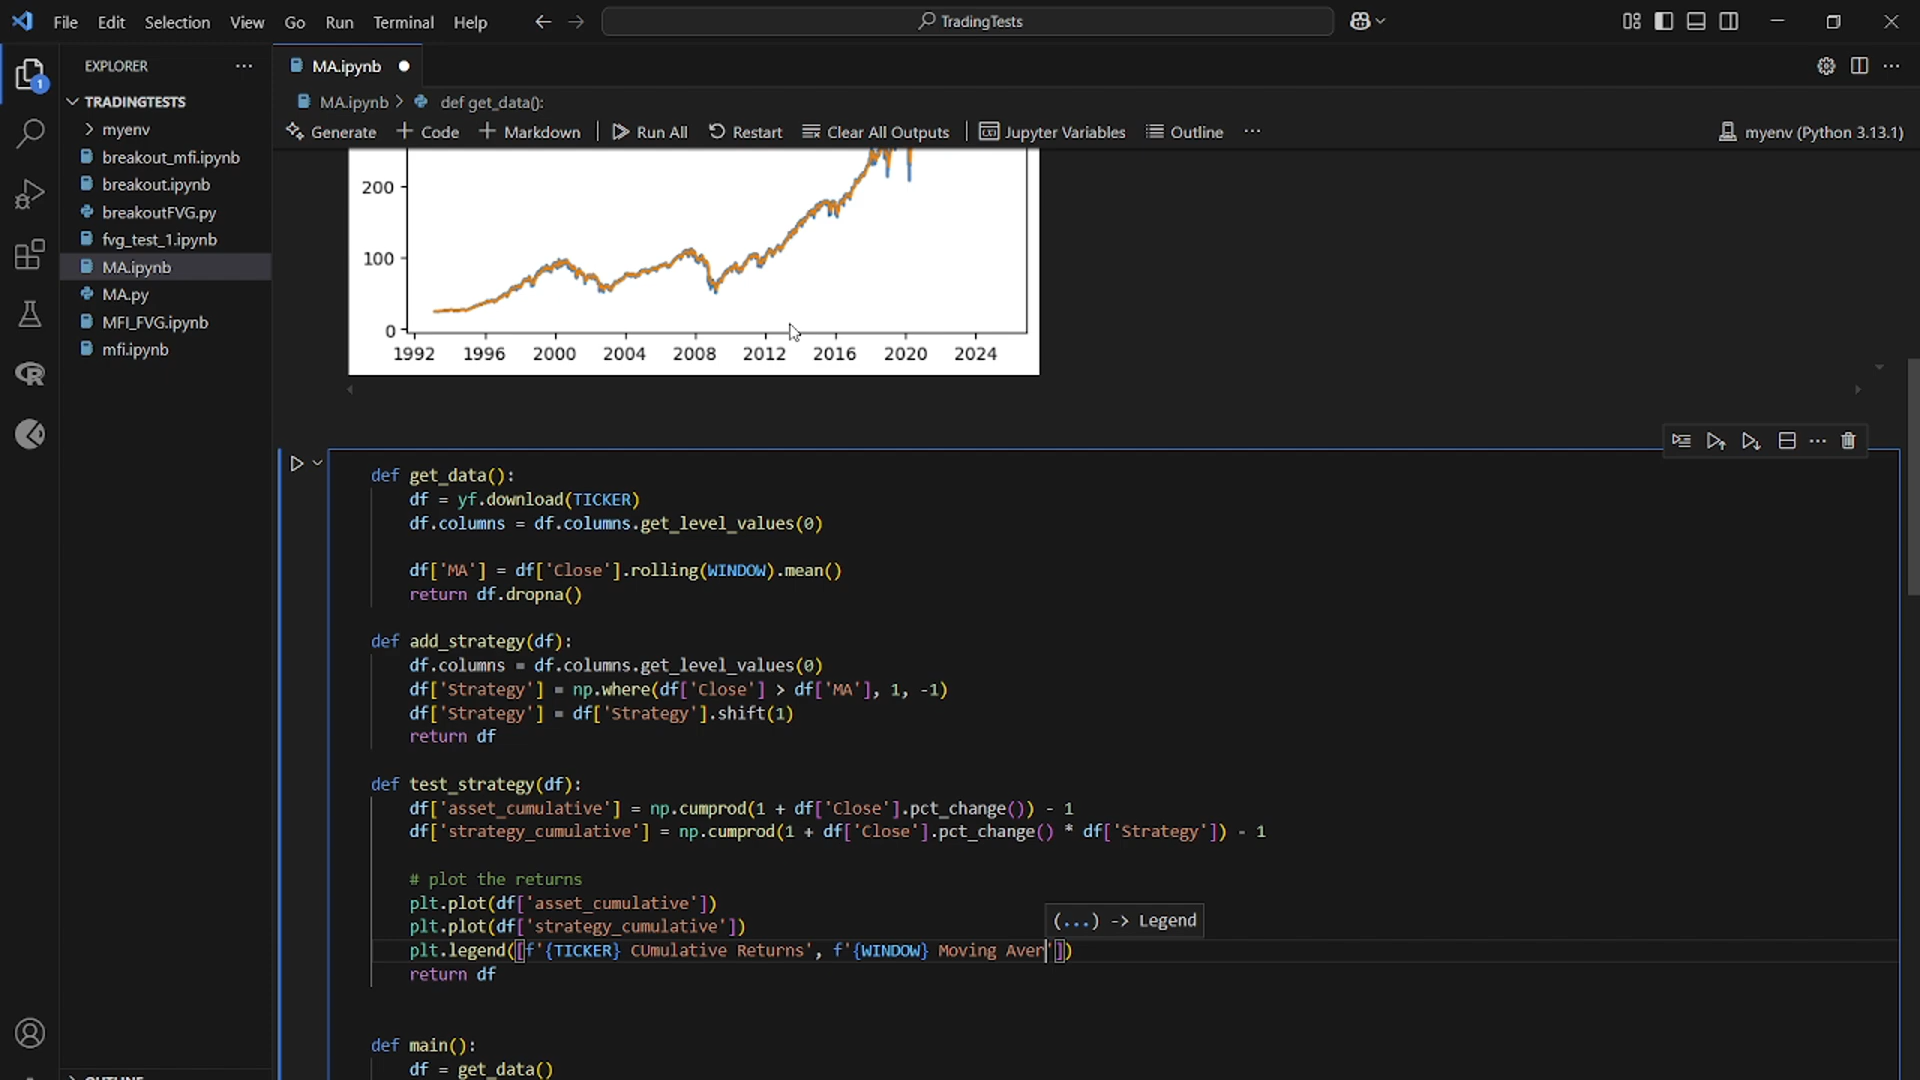 File Edit Selection View Go Run Terminal Help TradingTests
EXPLORER
1
MA.ipynb
TRADINGTESTS
myenv
breakout_mfi.ipynb
breakout.ipynb
breakoutFVG.py
fvg_test_1.ipynb
MA.ipynb
MA.py
MFI_FVG.ipynb
mfi.ipynb
MA.ipynb > def get_data():
Generate + Code + Markdown Run All Restart Clear All Outputs Jupyter Variables Outline ... myenv (Python 3.13.1)
200
100
0
1992 1996 2000 2004 2008 2012 2016 2020 2024
def get_data():
df = yf.download(TICKER)
df.columns = df.columns.get_level_values(0)
df['MA'] = df['Close'].rolling(WINDOW).mean()
return df.dropna()
def add_strategy(df):
df.columns = df.columns.get_level_values(0)
df['Strategy'] = np.where(df['Close'] > df['MA'], 1, -1)
df['Strategy'] = df['Strategy'].shift(1)
return df
def test_strategy(df):
df['asset_cumulative'] = np.cumprod(1 + df['Close'].pct_change()) - 1
df['strategy_cumulative'] = np.cumprod(1 + df['Close'].pct_change() * df['Strategy']) - 1
# plot the returns
plt.plot(df['asset_cumulative'])
plt.plot(df['strategy_cumulative'])
(...) -> Legend
plt.legend([f'{TICKER} CUmulative Returns', f'{WINDOW} Moving Aver'])
return df
def main():
df = get_data()
OUTLINE